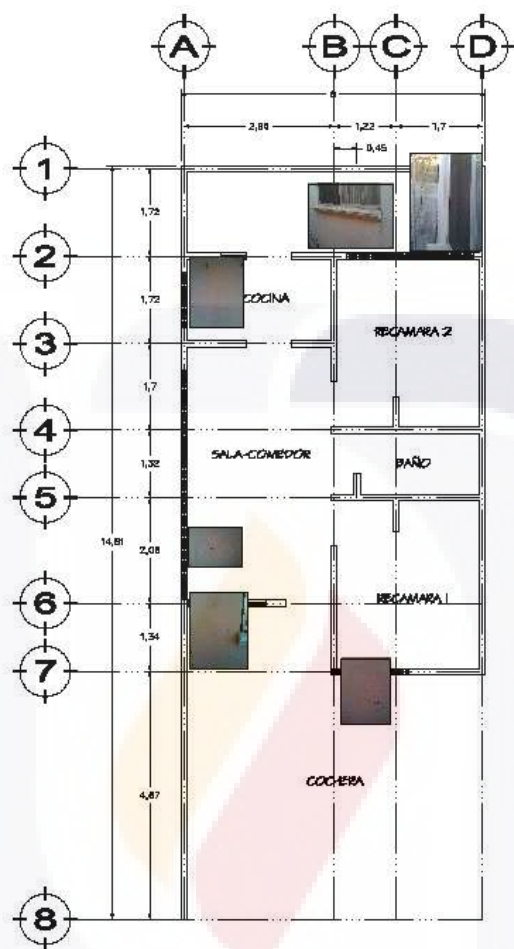 A B C D
6
1,22 1,7
0,45
1
1,72
2
1,72
COCINA
RECAMARA 2
3
1,7
4
SALA-COMEDOR
BAÑO
1,32
5
14,81
2,08
6
RECAMARA 1
1,34
7
4,87
COCHERA
8